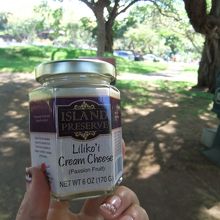 ISLAND
PRESERVES
Liliko'i
Cream Cheese
(Passion Fruit)
NET WT 6 OZ (170 G)